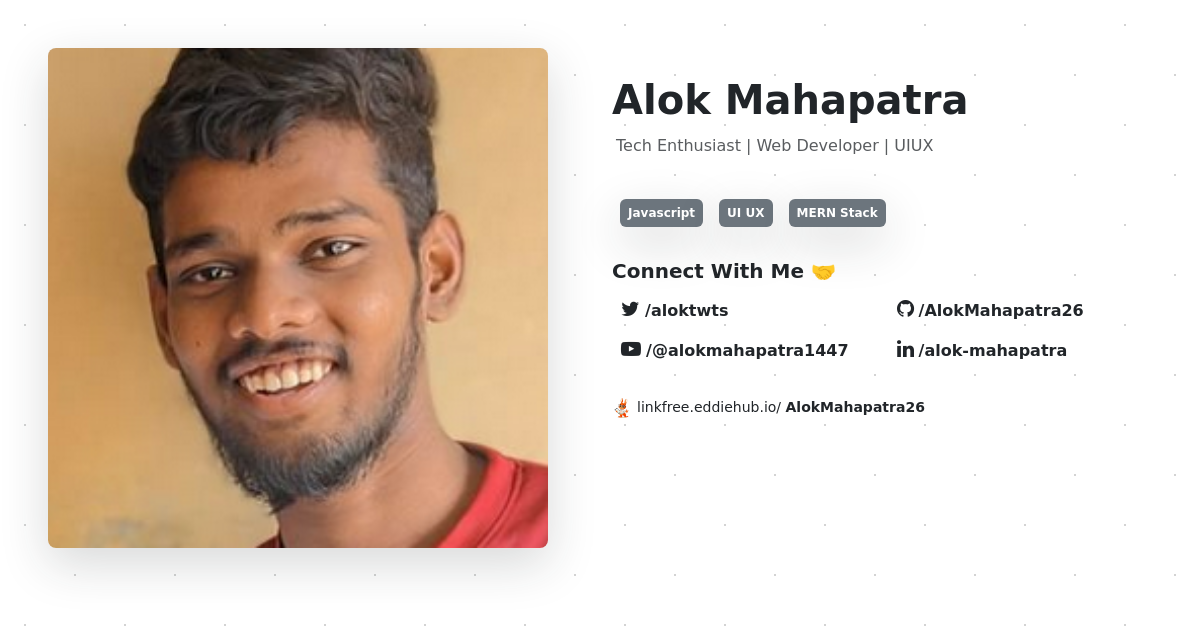 Alok Mahapatra
Tech Enthusiast | Web Developer | UIUX
Javascript UI UX MERN Stack
Connect With Me 🤝
/aloktwts /AlokMahapatra26
/@alokmahapatra1447 /alok-mahapatra
linkfree.eddiehub.io/ AlokMahapatra26